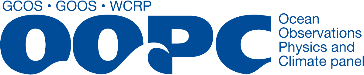 GCOS • GOOS • WCRP
OOPC
Ocean
Observations
Physics and
Climate panel